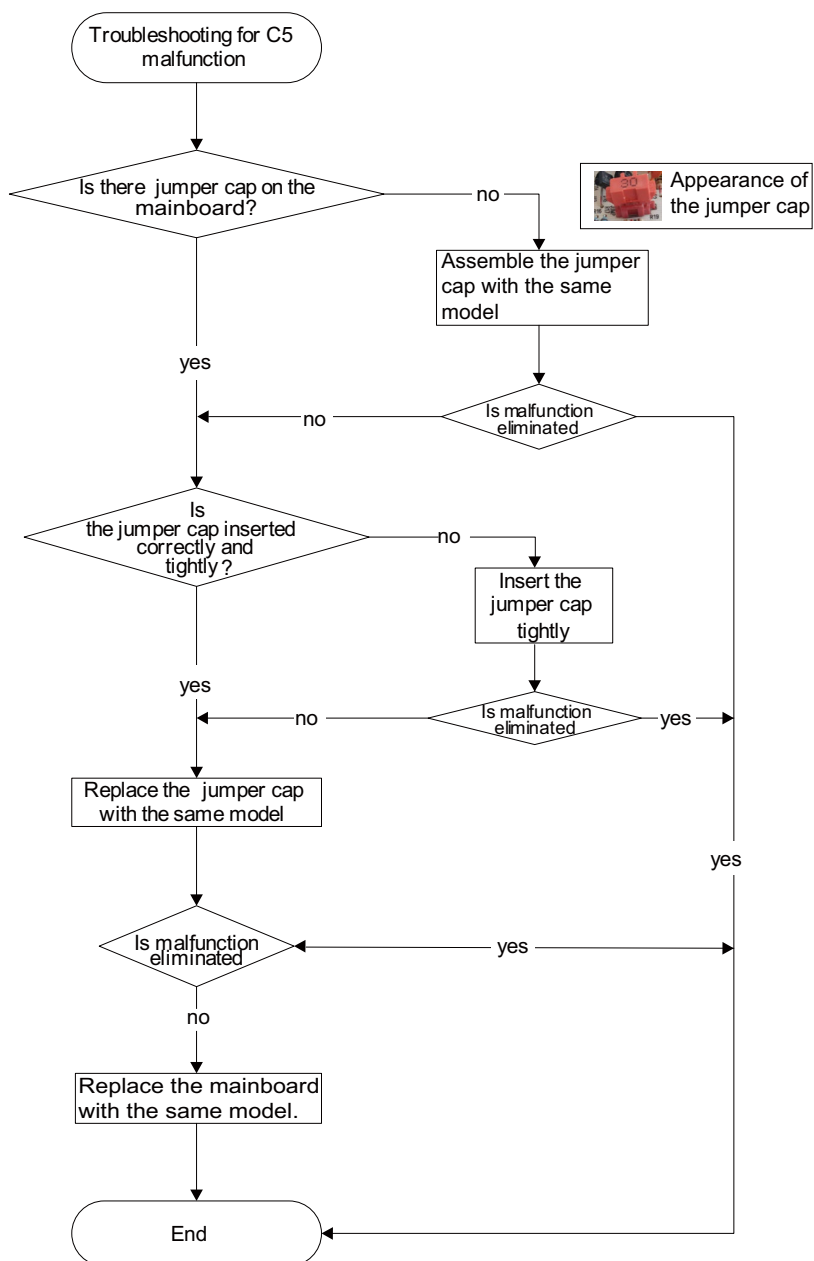 Troubleshooting for C5
malfunction
Is there jumper cap on the
mainboard?
no
Appearance of
the jumper cap
30
Assemble the jumper
cap with the same
model
yes
Is malfunction
eliminated
no
Is
the jumper cap inserted
correctly and
tightly?
no
Insert the
jumper cap
tightly
yes
Is malfunction
eliminated
no
yes
Replace the jumper cap
with the same model
yes
Is malfunction
eliminated
yes
no
Replace the mainboard
with the same model.
End